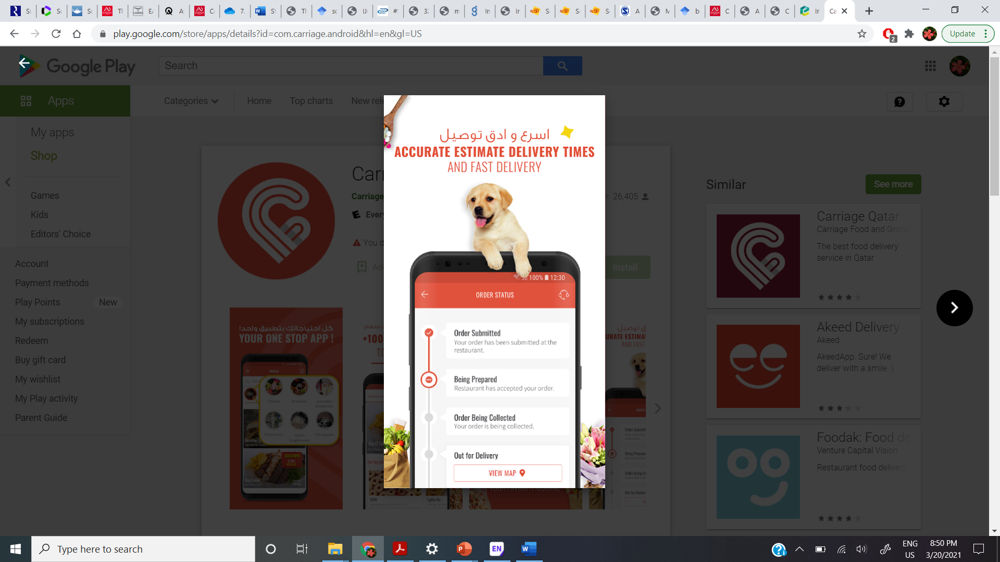 play.google.com/store/apps/details?id=com.carriage.android&hl=en&gl=US
2
Update
Google Play
Search
Apps
Categories
Home
Top charts
New rele
My apps
Shop
Games
Kids
Editors' Choice
Account
Payment methods
Play Points
New
My subscriptions
Redeem
Buy gift card
My wishlist
My Play activity
Parent Guide
Carr
Carriage
26,405
Every
You d
Install
كل احتياجاتك بتطبيق واحد!
YOUR ONE STOP APP !
+100
اسرع و ادق توصيل
ACCURATE ESTIMATE DELIVERY TIMES
AND FAST DELIVERY
100% 12:30
ORDER STATUS
Order Submitted
Your order has been submitted at the
restaurant.
Being Prepared
Restaurant has accepted your order.
Order Being Collected
Your order is being collected.
Out for Delivery
VIEW MAP
Similar
See more
Carriage Qatar
Carriage Food and Groce
The best food delivery
service in Qatar
Akeed Delivery
Akeed
AkeedApp. Sure! We
deliver with a smile :)
Foodak: Food de
Venture Capital Vision
Restaurant food delivery
Type here to search
EN
ENG
US
8:50 PM
3/20/2021